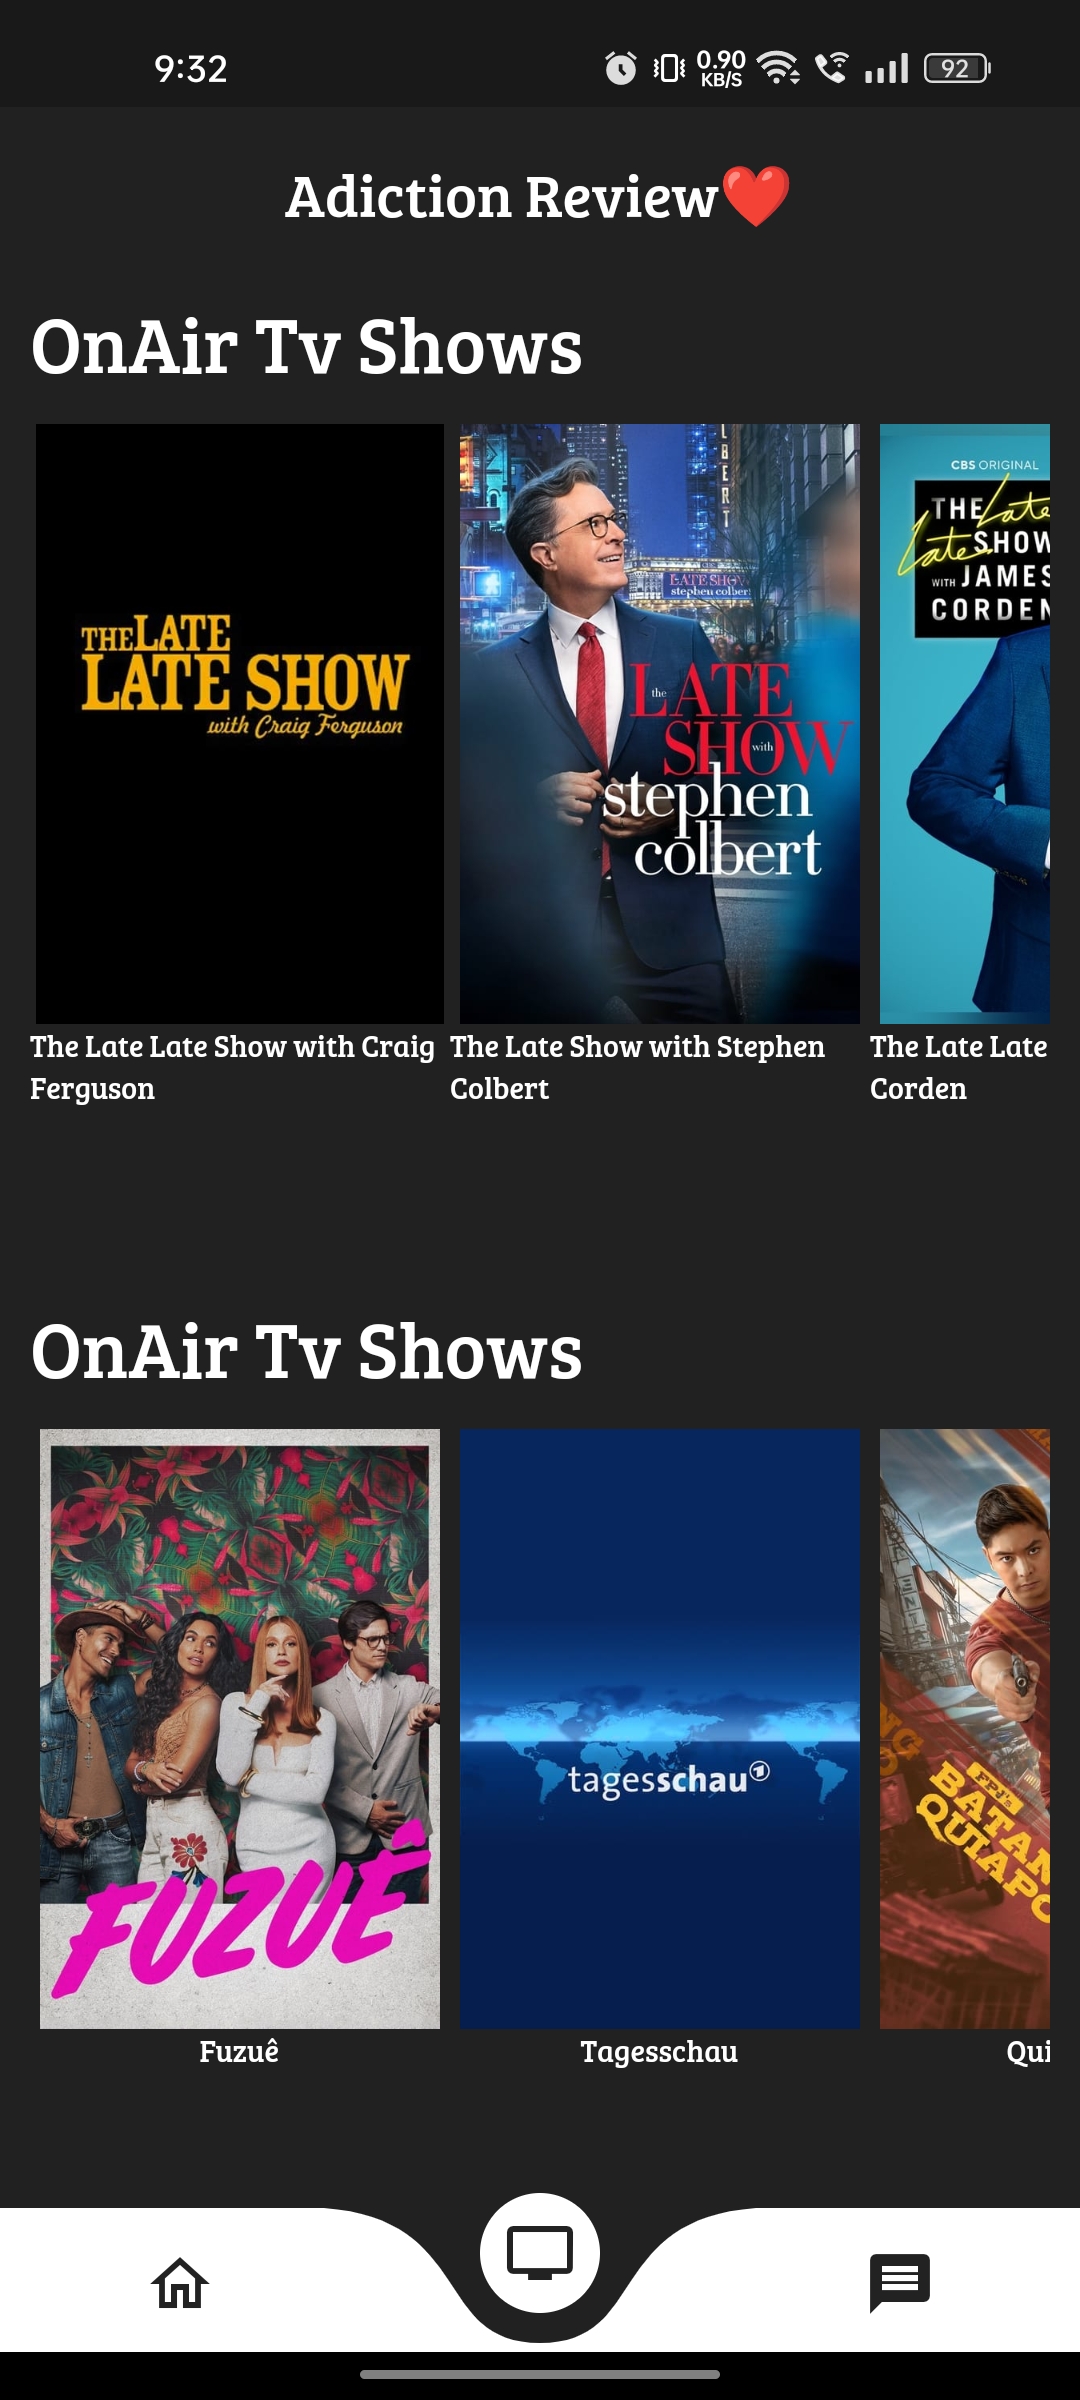 9:32
0.90
KB/S
92
Adiction Review❤️
OnAir Tv Shows
THE LATE
LATE SHOW
with Craig Ferguson
LBERT
LATE SHOW
stephen colber
the LATE
SHOW with
stephen
colbert
CBS ORIGINAL
THE Late
Late SHOW
WITH JAMES
CORDEN
The Late Late Show with Craig
Ferguson
The Late Show with Stephen
Colbert
The Late Late
Corden
OnAir Tv Shows
FUZUÊ
tagesschau
FPJ's
BATAN
QUIAPO
Fuzuê
Tagesschau
Qui